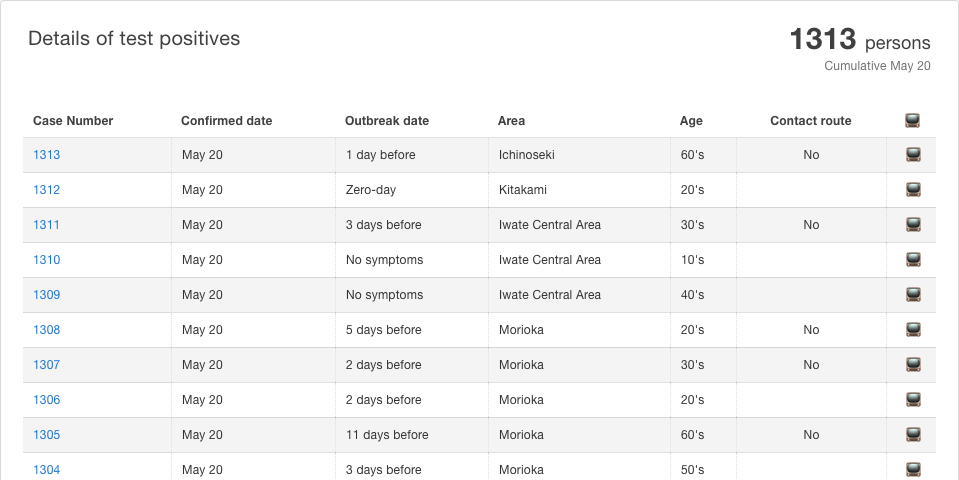 Details of test positives
1313 persons
Cumulative May 20
Case Number Confirmed date Outbreak date Area Age Contact route
1313 May 20 1 day before Ichinoseki 60's No
1312 May 20 Zero-day Kitakami 20's
1311 May 20 3 days before Iwate Central Area 30's No
1310 May 20 No symptoms Iwate Central Area 10's
1309 May 20 No symptoms Iwate Central Area 40's
1308 May 20 5 days before Morioka 20's No
1307 May 20 2 days before Morioka 30's No
1306 May 20 2 days before Morioka 20's
1305 May 20 11 days before Morioka 60's No
1304 May 20 3 days before Morioka 50's